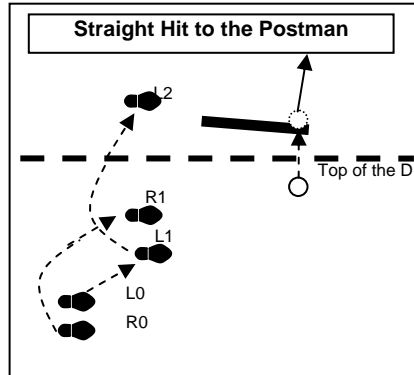 Straight Hit to the Postman
L2
Top of the D
R1
L1
L0
R0